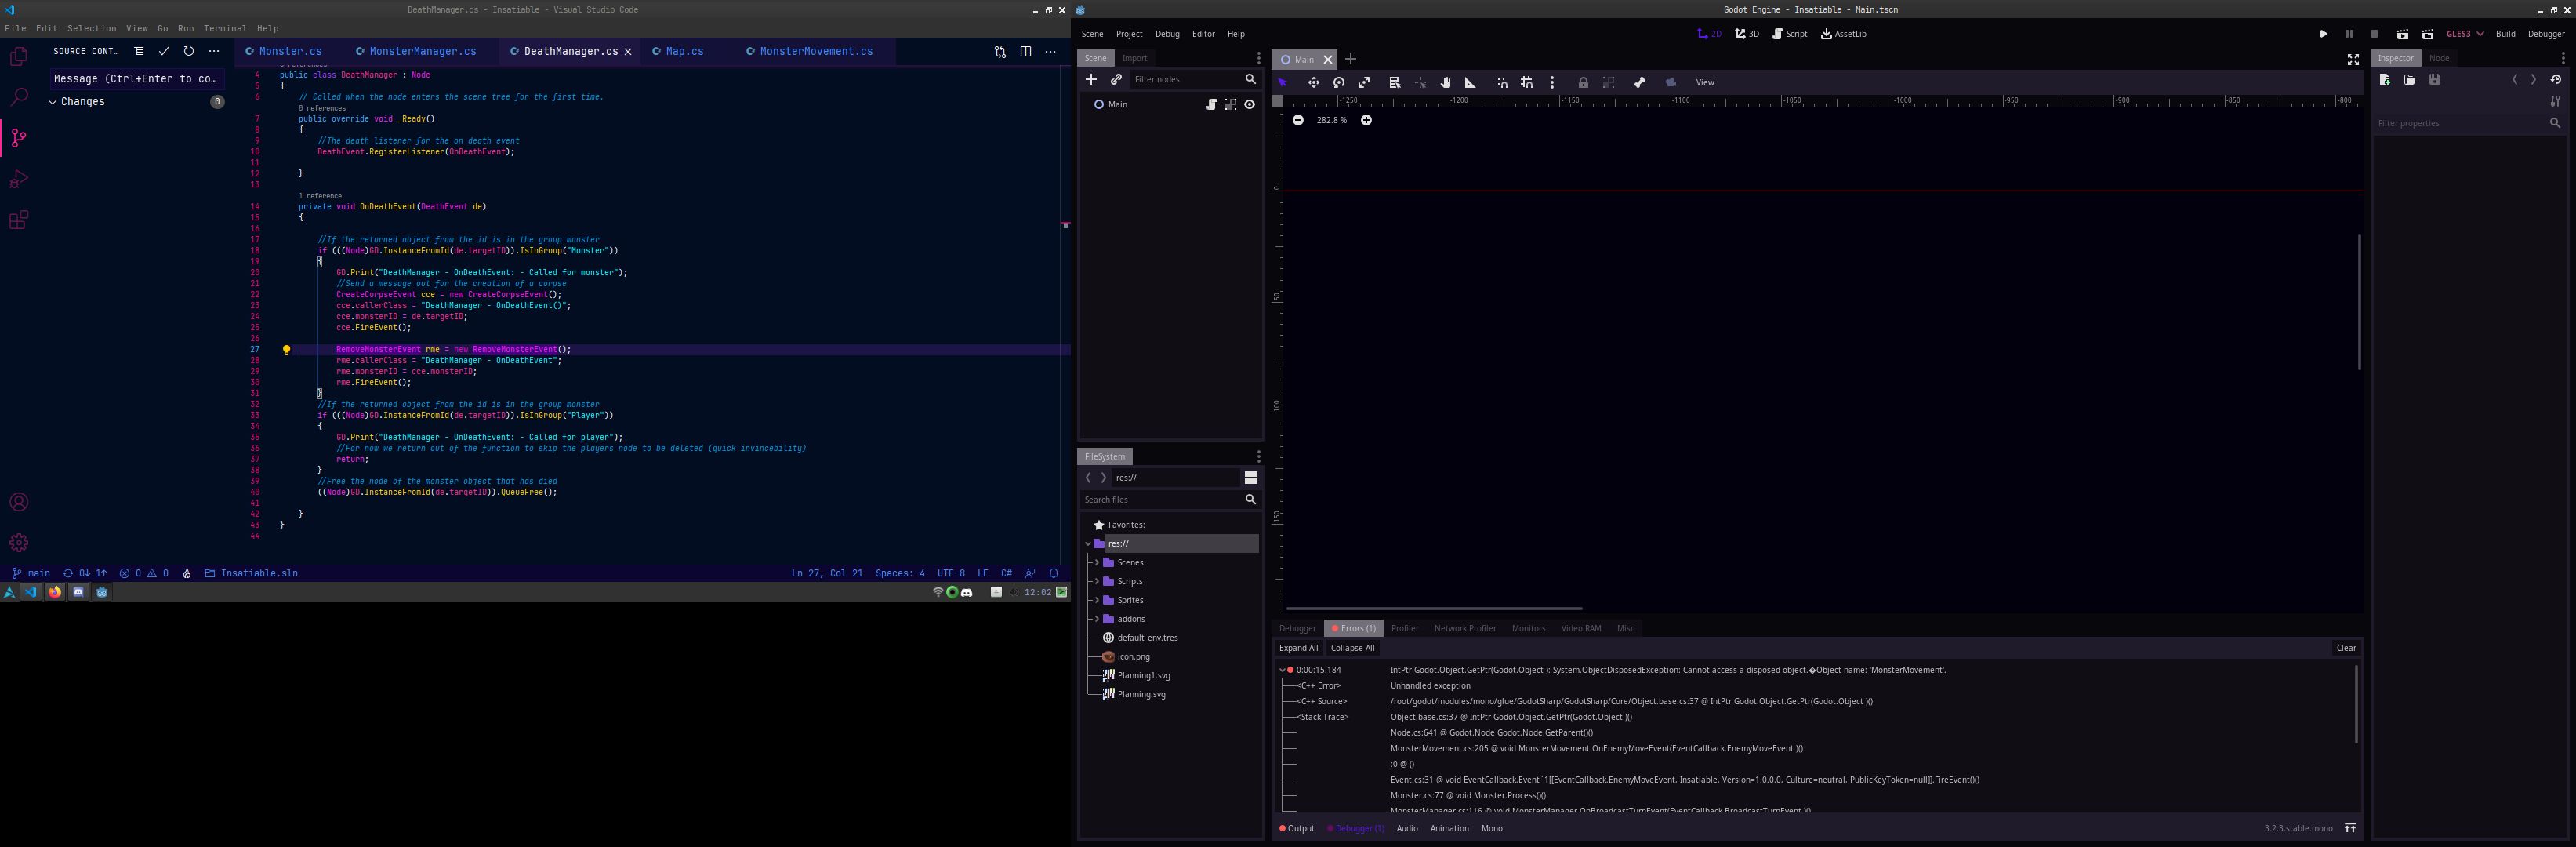 DeathManager.cs - Insatiable - Visual Studio Code
File Edit Selection View Go Run Terminal Help
SOURCE CONT...
Message (Ctrl+Enter to co...
Changes 0
Monster.cs MonsterManager.cs DeathManager.cs Map.cs MonsterMovement.cs
4 public class DeathManager : Node
5 {
6 // Called when the node enters the scene tree for the first time.
0 references
7 public override void _Ready()
8 {
9 //The death listener for the on death event
10 DeathEvent.RegisterListener(OnDeathEvent);
11
12 }
13
1 reference
14 private void OnDeathEvent(DeathEvent de)
15 {
16
17 //If the returned object from the id is in the group monster
18 if (((Node)GD.InstanceFromId(de.targetID)).IsInGroup("Monster"))
19 {
20 GD.Print("DeathManager - OnDeathEvent: - Called for monster");
21 //Send a message out for the creation of a corpse
22 CreateCorpseEvent cce = new CreateCorpseEvent();
23 cce.callerClass = "DeathManager - OnDeathEvent()";
24 cce.monsterID = de.targetID;
25 cce.FireEvent();
26
27 RemoveMonsterEvent rme = new RemoveMonsterEvent();
28 rme.callerClass = "DeathManager - OnDeathEvent";
29 rme.monsterID = cce.monsterID;
30 rme.FireEvent();
31 }
32 //If the returned object from the id is in the group monster
33 if (((Node)GD.InstanceFromId(de.targetID)).IsInGroup("Player"))
34 {
35 GD.Print("DeathManager - OnDeathEvent: - Called for player");
36 //For now we return out of the function to skip the players node to be deleted (quick invincebility)
37 return;
38 }
39 //Free the node of the monster object that has died
40 ((Node)GD.InstanceFromId(de.targetID)).QueueFree();
41
42 }
43 }
44
main 0↓ 1↑ 0 0 Insatiable.sln Ln 27, Col 21 Spaces: 4 UTF-8 LF C#
12:02
Godot Engine - Insatiable - Main.tscn
Scene Project Debug Editor Help
2D 3D Script AssetLib
GLES3 Build Debugger
Scene Import
Filter nodes
Main
FileSystem
res://
Search files
Favorites:
res://
Scenes
Scripts
Sprites
addons
default_env.tres
icon.png
Planning1.svg
Planning.svg
Main
View
-1250 -1200 -1150 -1100 -1050 -1000 -950 -900 -850 -800
282.8 %
0
50
100
150
Debugger Errors (1) Profiler Network Profiler Monitors Video RAM Misc
Expand All Collapse All Clear
0:00:15.184 IntPtr Godot.Object.GetPtr(Godot.Object ): System.ObjectDisposedException: Cannot access a disposed object.�Object name: 'MonsterMovement'.
<C++ Error> Unhandled exception
<C++ Source> /root/godot/modules/mono/glue/GodotSharp/GodotSharp/Core/Object.base.cs:37 @ IntPtr Godot.Object.GetPtr(Godot.Object )()
<Stack Trace> Object.base.cs:37 @ IntPtr Godot.Object.GetPtr(Godot.Object )()
Node.cs:641 @ Godot.Node Godot.Node.GetParent()()
MonsterMovement.cs:205 @ void MonsterMovement.OnEnemyMoveEvent(EventCallback.EnemyMoveEvent )()
:0 @ ()
Event.cs:31 @ void EventCallback.Event`1[[EventCallback.EnemyMoveEvent, Insatiable, Version=1.0.0.0, Culture=neutral, PublicKeyToken=null]].FireEvent()()
Monster.cs:77 @ void Monster.Process()()
MonsterManager.cs:116 @ void MonsterManager.OnBroadcastTurnEvent(EventCallback.BroadcastTurnEvent )()
Output Debugger (1) Audio Animation Mono 3.2.3.stable.mono
Inspector Node
Filter properties